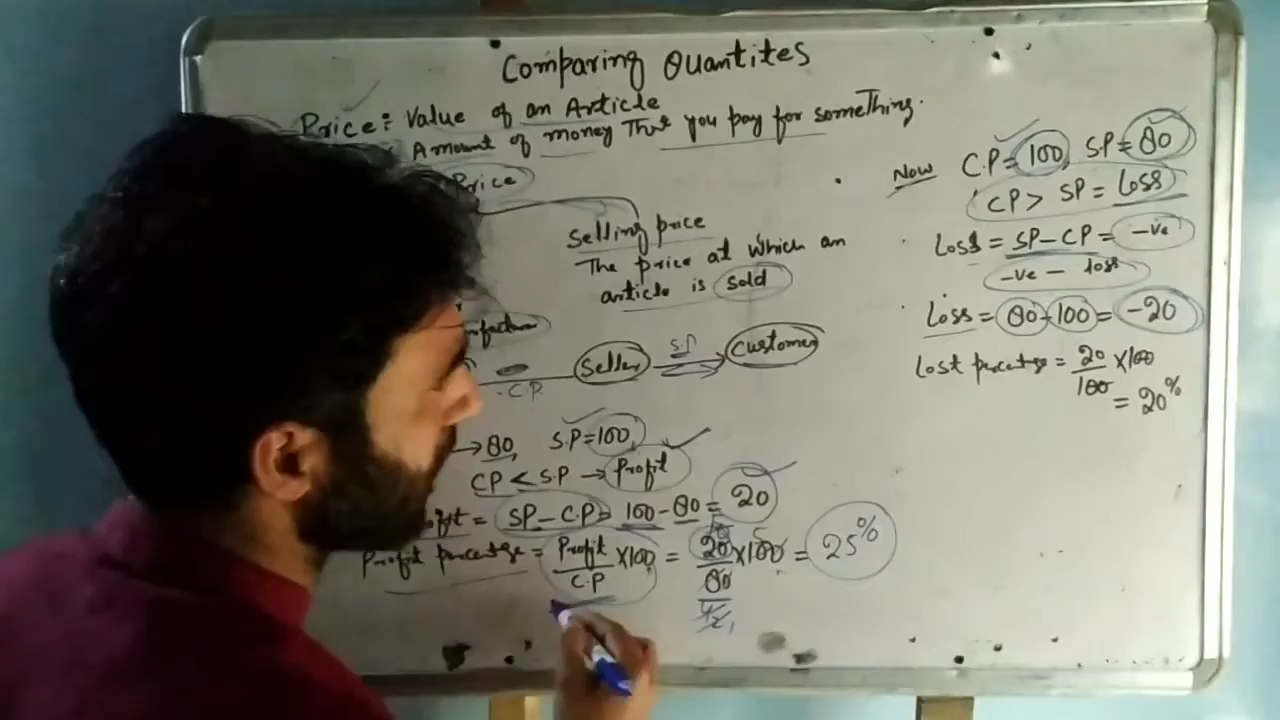 Comparing Quantites
Price: Value of an Article
Amount of money That you pay for something.
Price
Selling price
The price at which an
article is sold
Seller S.P customer
C.P.
→ 80, S.P=100,
CP < S.P → Profit
= SP - C.P = 100 - 80 = 20
Profit percentge = Profit/C.P ×100 = 20/80 ×100 = 25%
Now C.P = 100, S.P = 80
CP > SP = Loss
Loss = SP - CP = -ve
-ve - loss
Loss = 80-100 = -20
Lost percentge = 20/100 ×100
= 20%